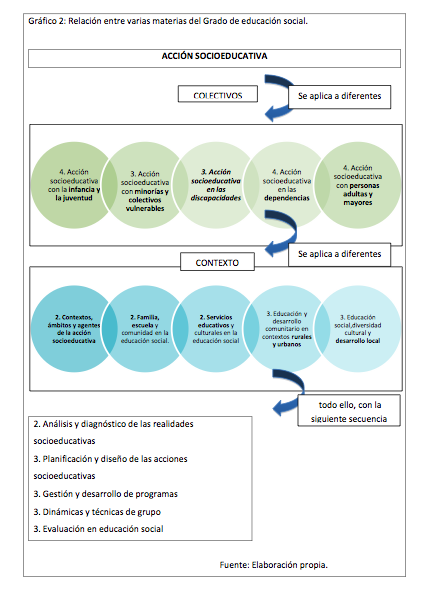 Gráfico 2: Relación entre varias materias del Grado de educación social.
ACCIÓN SOCIOEDUCATIVA
COLECTIVOS
Se aplica a diferentes
4. Acción
socioeducativa
con la infancia y
la juventud
3. Acción
socioeducativa
con minorías y
colectivos
vulnerables
3. Acción
socioeducativa
en las
discapacidades
4. Acción
socioeducativa
en las
dependencias
4. Acción
socioeducativa
con personas
adultas y
mayores
Se aplica a diferentes
CONTEXTO
2. Contextos,
ámbitos y agentes
de la acción
socioeducativa
2. Familia,
escuela y
comunidad en la
educación social.
2. Servicios
educativos y
culturales en la
educación social
3. Educación y
desarrollo
comunitario en
contextos rurales
y urbanos
3. Educación
social,diversidad
cultural y
desarrollo local
todo ello, con la
siguiente secuencia
2. Análisis y diagnóstico de las realidades
socioeducativas
3. Planificación y diseño de las acciones
socioeducativas
3. Gestión y desarrollo de programas
3. Dinámicas y técnicas de grupo
3. Evaluación en educación social
Fuente: Elaboración propia.